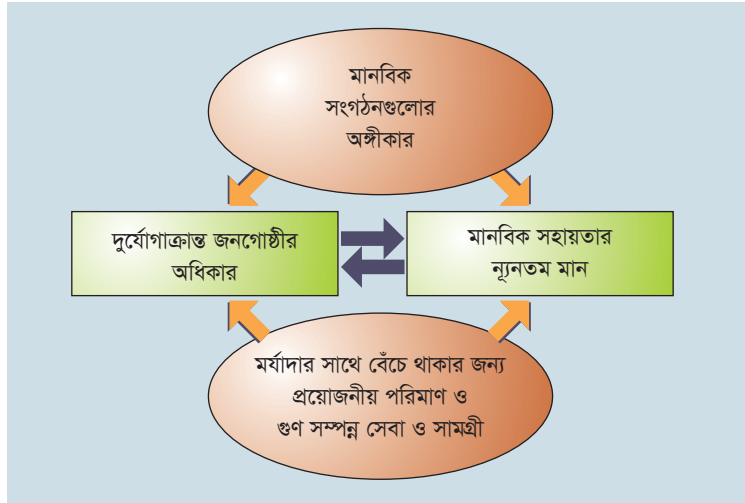 মানবিক
সংগঠনগুলোর
অঙ্গীকার
দুর্যোগাক্রান্ত জনগোষ্ঠীর
অধিকার
মানবিক সহায়তার
ন্যূনতম মান
মর্যাদার সাথে বেঁচে থাকার জন্য
প্রয়োজনীয় পরিমাণ ও
গুণ সম্পন্ন সেবা ও সামগ্রী